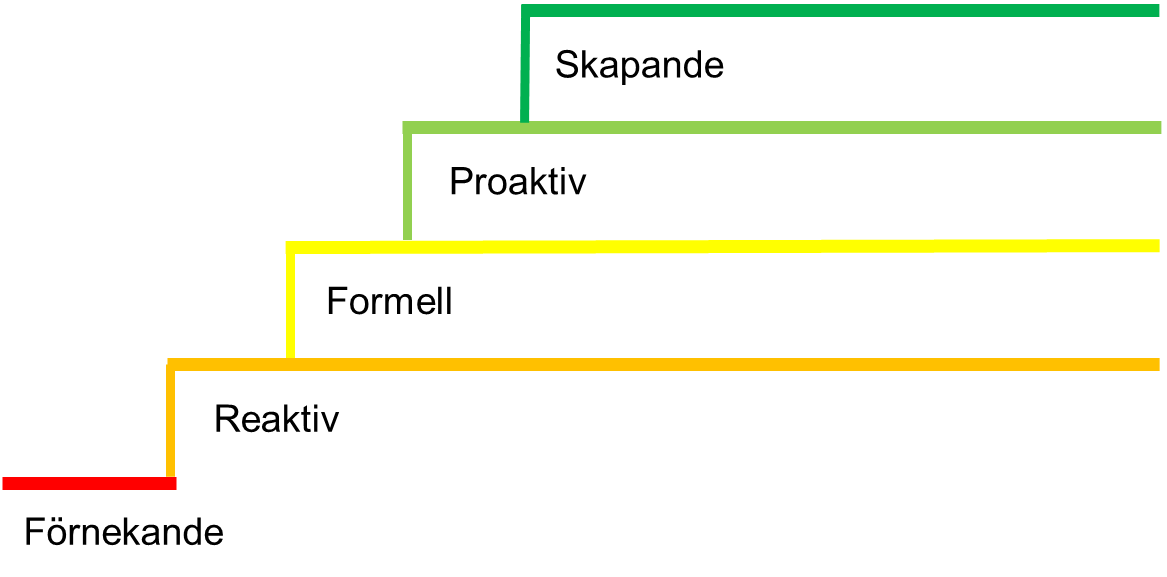 Skapande
Proaktiv
Formell
Reaktiv
Förnekande